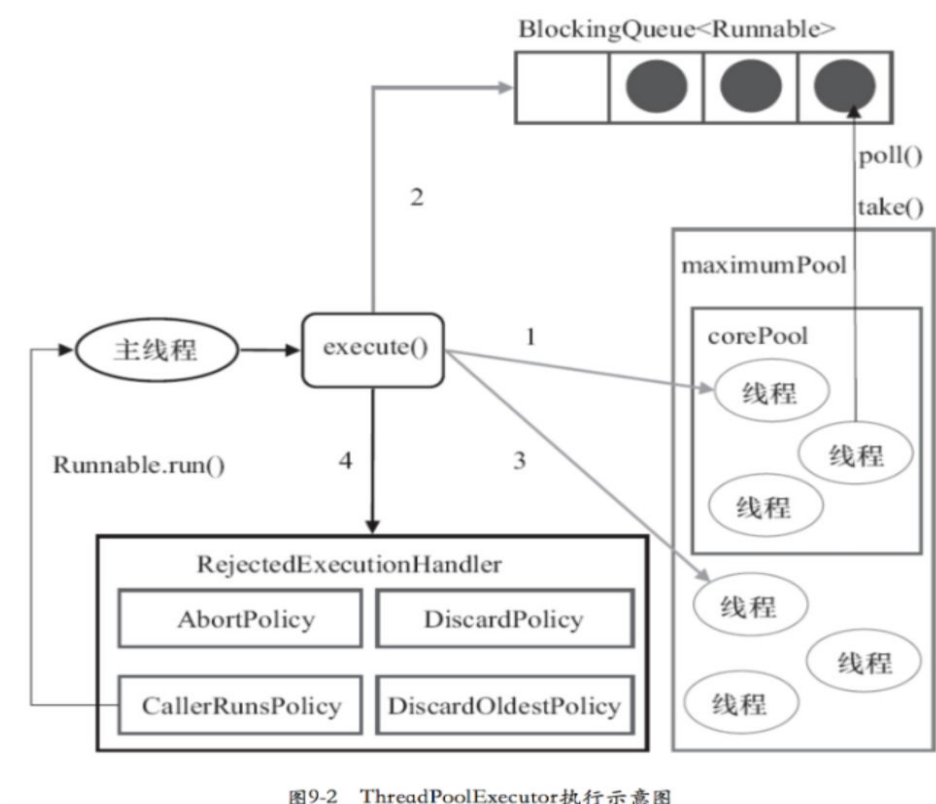 BlockingQueue<Runnable>
poll()
2
take()
maximumPool
corePool
1
主线程
execute()
线程
线程
Runnable.run()
4
3
线程
RejectedExecutionHandler
AbortPolicy
DiscardPolicy
线程
线程
CallerRunsPolicy
DiscardOldestPolicy
线程
图9-2 ThreadPoolExecutor执行示意图